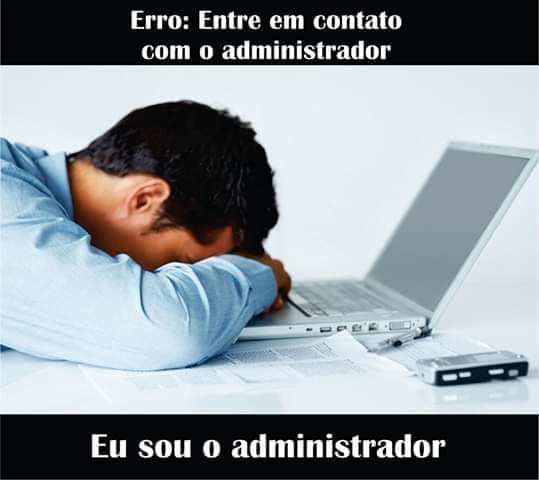 Erro: Entre em contato
com o administrador
Eu sou o administrador